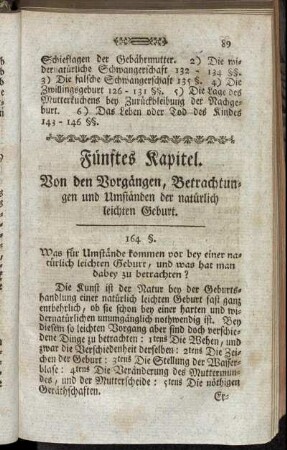 89
Schieflagen der Gebährmutter. 2) Die wi-
dernatürliche Schwangerschaft 132 - 134 §§.
3) Die falsche Schwangerschaft 135 §. 4) Die
Zwillingsgeburt 126 - 131 §§. 5) Die Lage des
Mutterkuchens bey Zurückbleibung der Nachge-
burt. 6) Das Leben oder Tod des Kindes
143 - 146 §§.
Fünftes Kapitel.
Von den Vorgängen, Betrachtun-
gen und Umständen der natürlich
leichten Geburt.
164 §.
Was für Umstände kommen vor bey einer na-
türlich leichten Geburt, und was hat man
dabey zu betrachten?
Die Kunst ist der Natur bey der Geburts-
handlung einer natürlich leichten Geburt fast ganz
entbehrlich, ob sie schon bey einer harten und wi-
dernatürlichen unumgänglich nothwendig ist. Bey
diesem so leichten Vorgang aber sind doch verschie-
dene Dinge zu betrachten: 1tens Die Wehen, und
zwar die Verschiedenheit derselben: 2tens Die Zei-
chen der Geburt: 3tens Die Stellung der Wasser-
blase: 4tens Die Veränderung des Muttermun-
des, und der Mutterscheide: 5tens Die nöthigen
Geräthschaften.
Er-